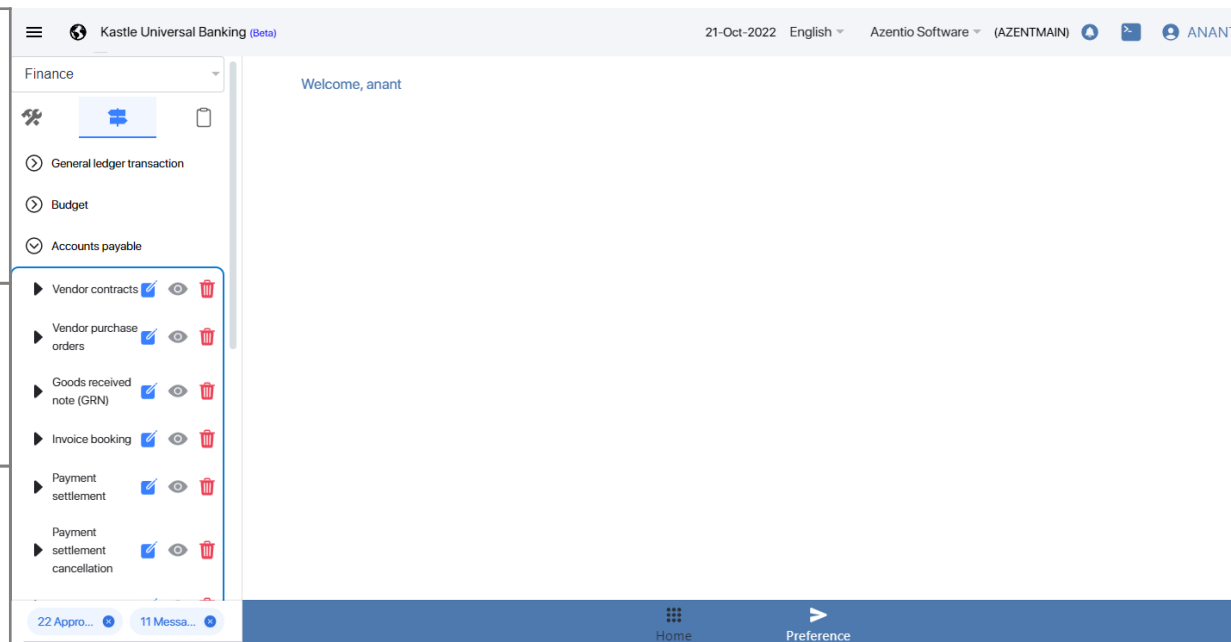 Kastle Universal Banking (Beta)
21-Oct-2022 English Azentio Software (AZENTMAIN) ANANT
Finance
Welcome, anant
General ledger transaction
Budget
Accounts payable
Vendor contracts
Vendor purchase
orders
Goods received
note (GRN)
Invoice booking
Payment
settlement
Payment
settlement
cancellation
22 Appro... 11 Messa...
Home Preference